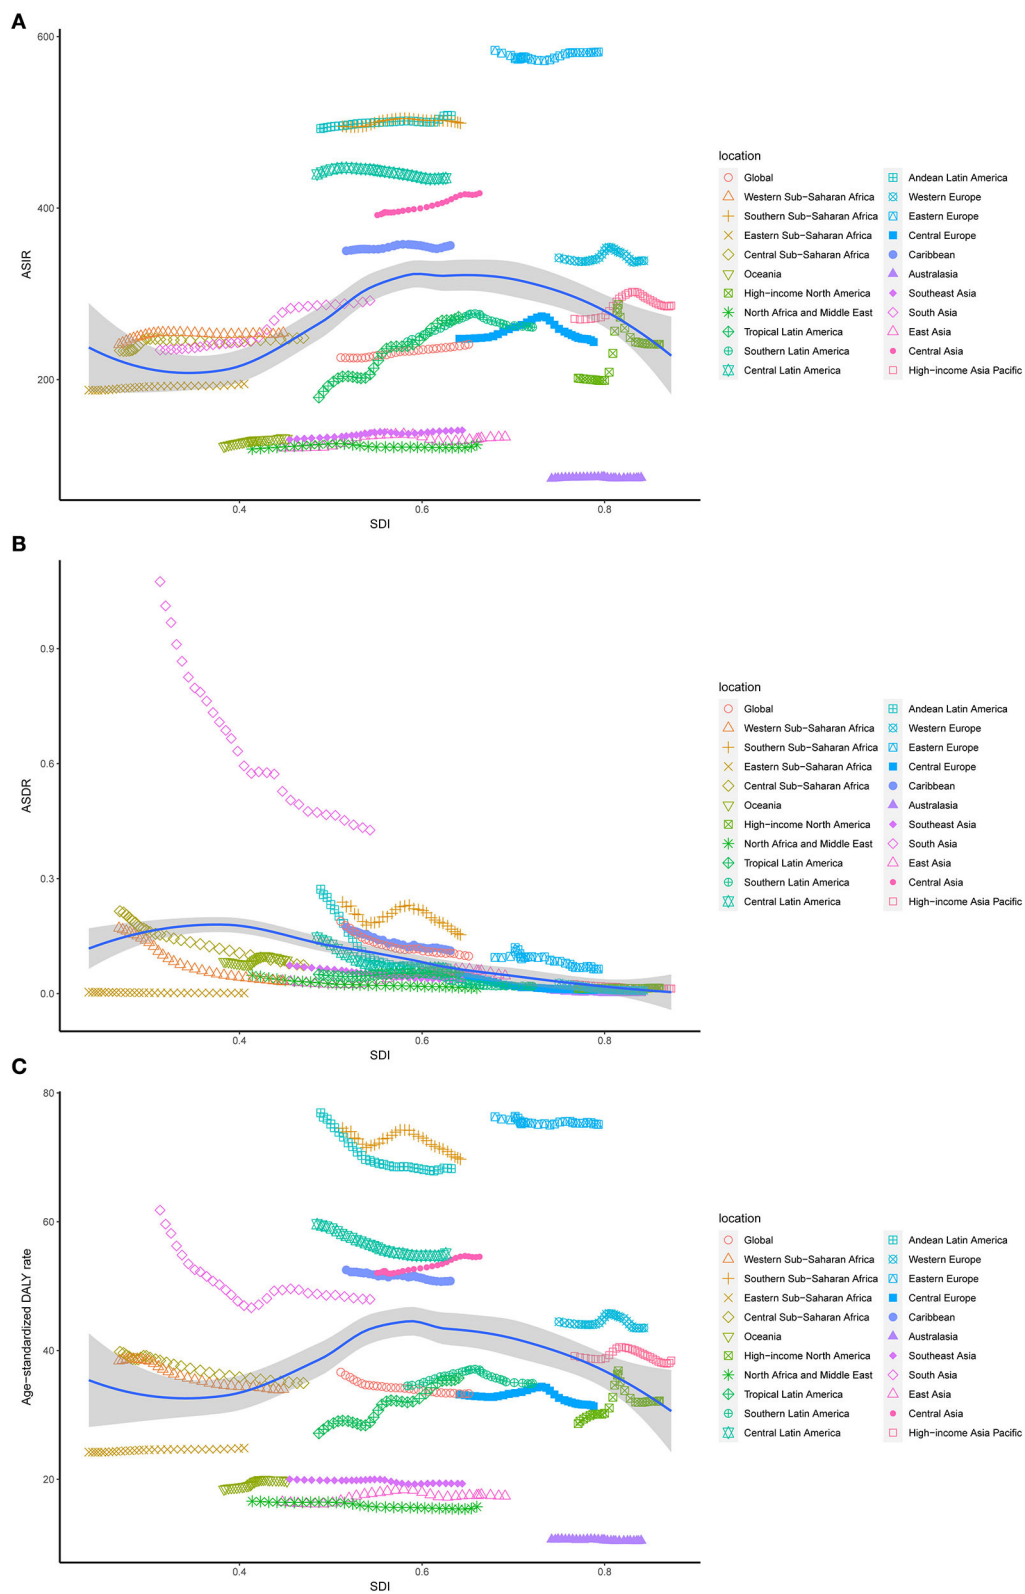 A
600
400
200
ASIR
0.4 0.6 0.8
SDI
location
Global
Western Sub−Saharan Africa
Southern Sub−Saharan Africa
Eastern Sub−Saharan Africa
Central Sub−Saharan Africa
Oceania
High−income North America
North Africa and Middle East
Tropical Latin America
Southern Latin America
Central Latin America
Andean Latin America
Western Europe
Eastern Europe
Central Europe
Caribbean
Australasia
Southeast Asia
South Asia
East Asia
Central Asia
High−income Asia Pacific
B
0.9
0.6
0.3
0.0
ASDR
0.4 0.6 0.8
SDI
location
Global
Western Sub−Saharan Africa
Southern Sub−Saharan Africa
Eastern Sub−Saharan Africa
Central Sub−Saharan Africa
Oceania
High−income North America
North Africa and Middle East
Tropical Latin America
Southern Latin America
Central Latin America
Andean Latin America
Western Europe
Eastern Europe
Central Europe
Caribbean
Australasia
Southeast Asia
South Asia
East Asia
Central Asia
High−income Asia Pacific
C
80
60
40
20
Age−standardized DALY rate
0.4 0.6 0.8
SDI
location
Global
Western Sub−Saharan Africa
Southern Sub−Saharan Africa
Eastern Sub−Saharan Africa
Central Sub−Saharan Africa
Oceania
High−income North America
North Africa and Middle East
Tropical Latin America
Southern Latin America
Central Latin America
Andean Latin America
Western Europe
Eastern Europe
Central Europe
Caribbean
Australasia
Southeast Asia
South Asia
East Asia
Central Asia
High−income Asia Pacific